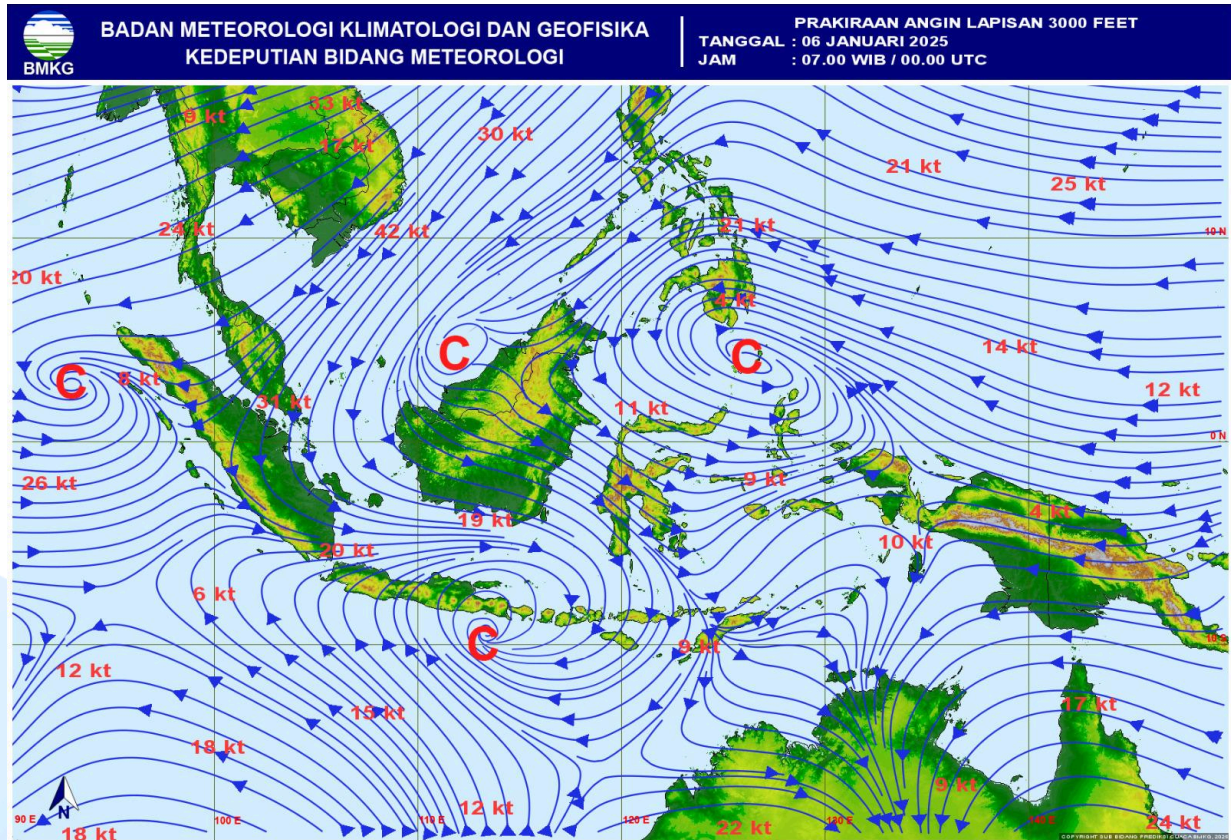 BMKG
BADAN METEOROLOGI KLIMATOLOGI DAN GEOFISIKA
KEDEPUTIAN BIDANG METEOROLOGI
PRAKIRAAN ANGIN LAPISAN 3000 FEET
TANGGAL : 06 JANUARI 2025
JAM : 07.00 WIB / 00.00 UTC
33 kt
9 kt
30 kt
17 kt
21 kt
25 kt
24 kt
42 kt
21 kt
10 N
20 kt
4 kt
C
C
14 kt
C
8 kt
12 kt
31 kt
11 kt
0 N
26 kt
9 kt
19 kt
4 kt
10 kt
20 kt
6 kt
C
9 kt
10 S
12 kt
15 kt
17 kt
18 kt
9 kt
12 kt
N
90 E
100 E
110 E
120 E
130 E
140 E
18 kt
22 kt
24 kt